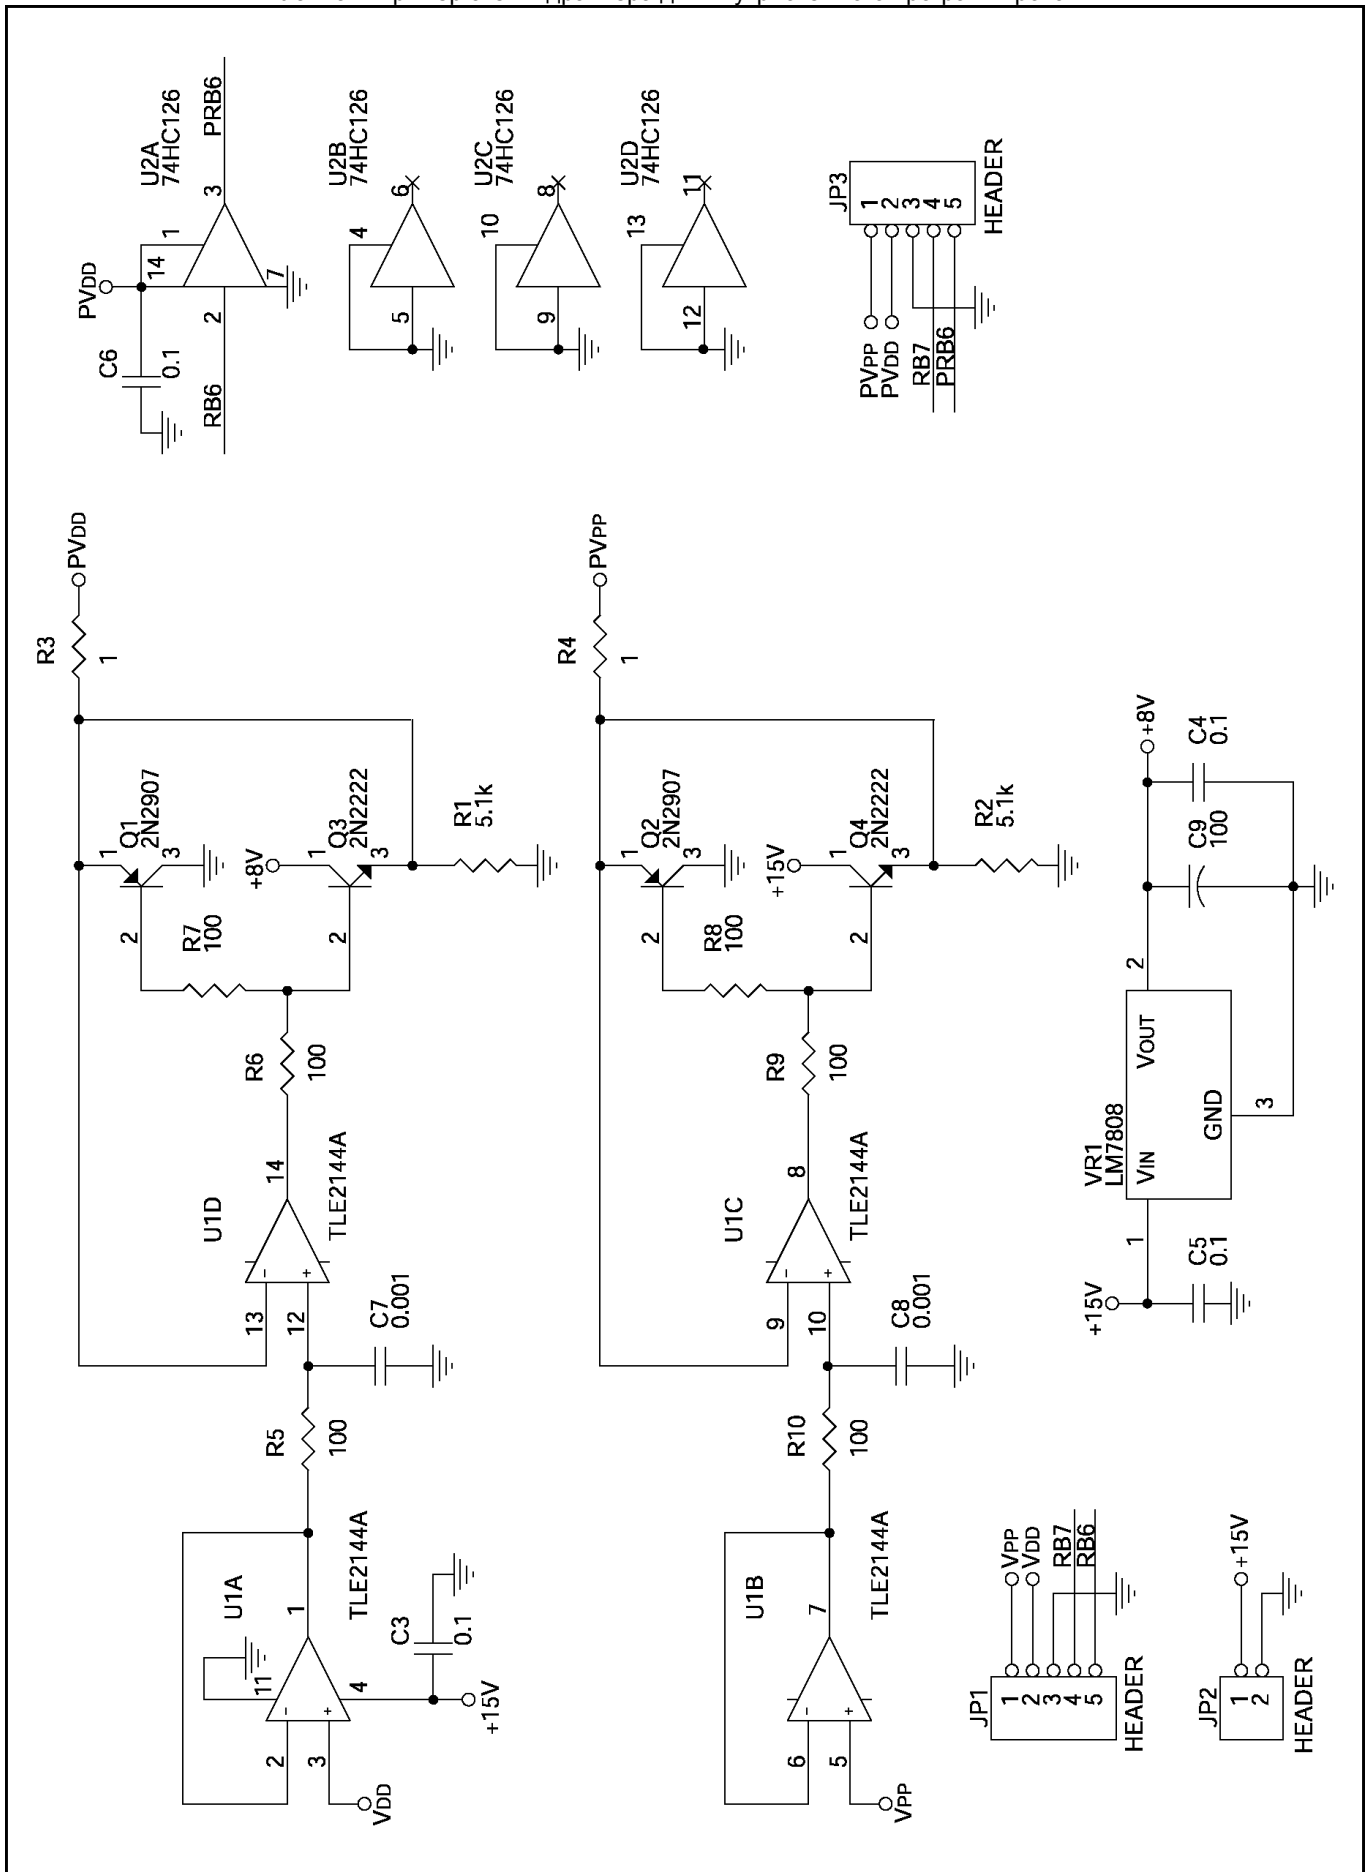 U2A
74HC126
PVDD
PRB6
3
1
14
7
2
C6
0.1
RB6
U2B
74HC126
6
4
5
U2C
74HC126
8
10
9
U2D
74HC126
11
13
12
JP3
1
2
3
4
5
HEADER
PVPP
PVDD
RB7
PRB6
PVDD
R3
1
Q1
2N2907
1
3
2
R7
100
+8V
Q3
2N2222
1
3
2
R1
5.1k
R6
100
U1D
14
TLE2144A
13
12
-
+
C7
0.001
R5
100
U1A
1
TLE2144A
11
4
2
3
-
+
C3
0.1
+15V
VDD
PVPP
R4
1
Q2
2N2907
1
3
2
R8
100
+15V
Q4
2N2222
1
3
2
R2
5.1k
R9
100
U1C
8
TLE2144A
9
10
-
+
C8
0.001
R10
100
U1B
7
TLE2144A
6
5
-
+
VPP
+8V
C4
0.1
C9
100
2
VR1
LM7808
VIN
VOUT
GND
3
1
+15V
C5
0.1
JP1
1
2
3
4
5
HEADER
VPP
VDD
RB7
RB6
JP2
1
2
HEADER
+15V